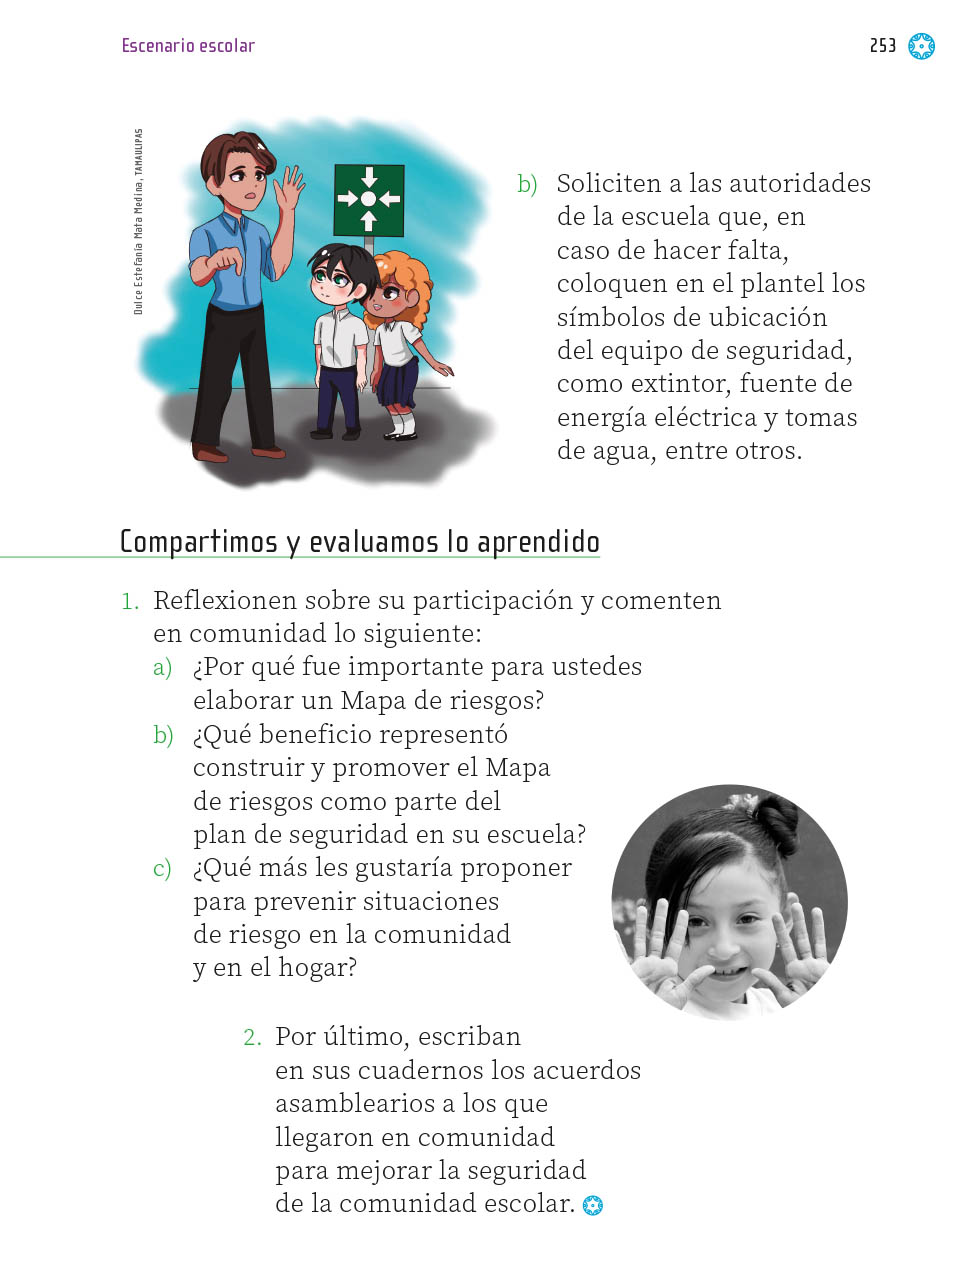 Escenario escolar
253
Dulce Estefanía Mata Medina, TAMAULIPAS
b) Soliciten a las autoridades
de la escuela que, en
caso de hacer falta,
coloquen en el plantel los
símbolos de ubicación
del equipo de seguridad,
como extintor, fuente de
energía eléctrica y tomas
de agua, entre otros.
Compartimos y evaluamos lo aprendido
1. Reflexionen sobre su participación y comenten
en comunidad lo siguiente:
a) ¿Por qué fue importante para ustedes
elaborar un Mapa de riesgos?
b) ¿Qué beneficio representó
construir y promover el Mapa
de riesgos como parte del
plan de seguridad en su escuela?
c) ¿Qué más les gustaría proponer
para prevenir situaciones
de riesgo en la comunidad
y en el hogar?
2. Por último, escriban
en sus cuadernos los acuerdos
asamblearios a los que
llegaron en comunidad
para mejorar la seguridad
de la comunidad escolar.